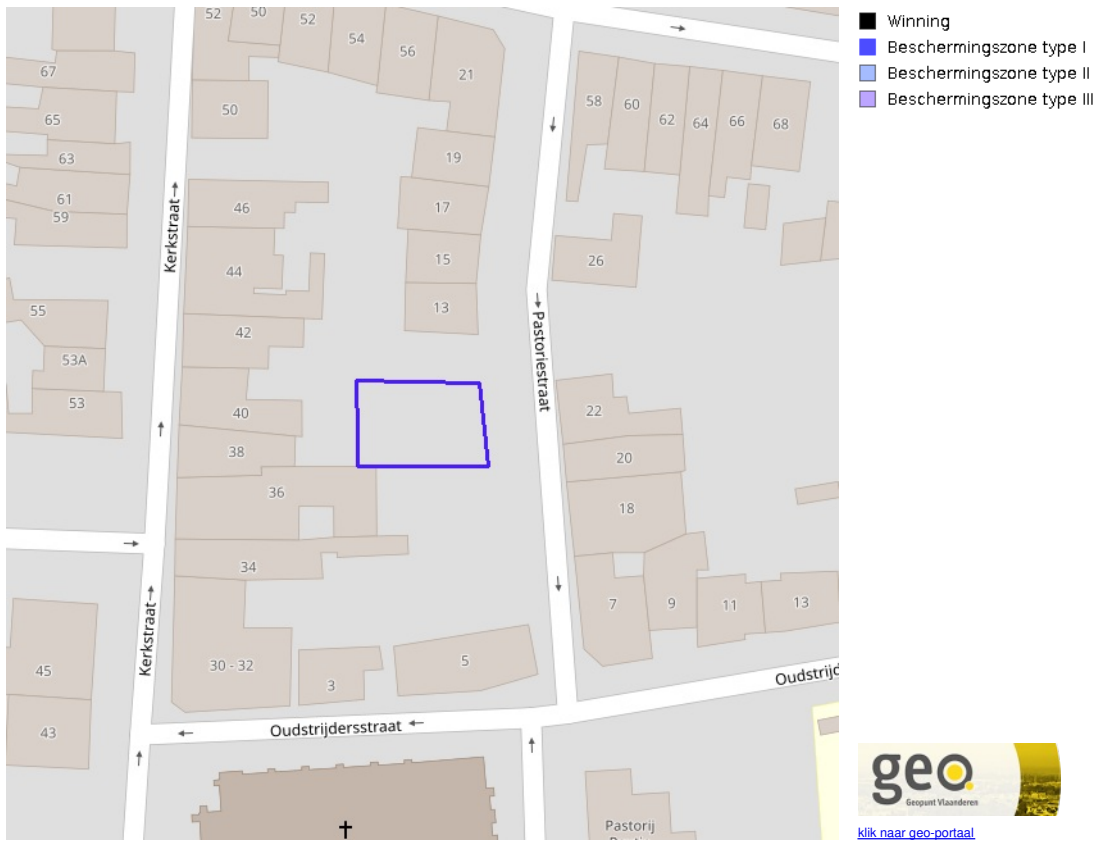 52
50
52
54
56
21
67
50
58
60
62
64
66
68
65
63
19
61
59
46
17
Kerkstraat
44
15
26
55
13
42
Pastoriestraat
53A
53
40
22
38
20
36
18
34
7
9
11
13
Kerkstraat
45
30 - 32
3
5
Oudstrijd
43
Oudstrijdersstraat
Pastorij
Winning
Beschermingszone type I
Beschermingszone type II
Beschermingszone type III
geo.
Geopunt Vlaanderen
klik naar geo-portaal